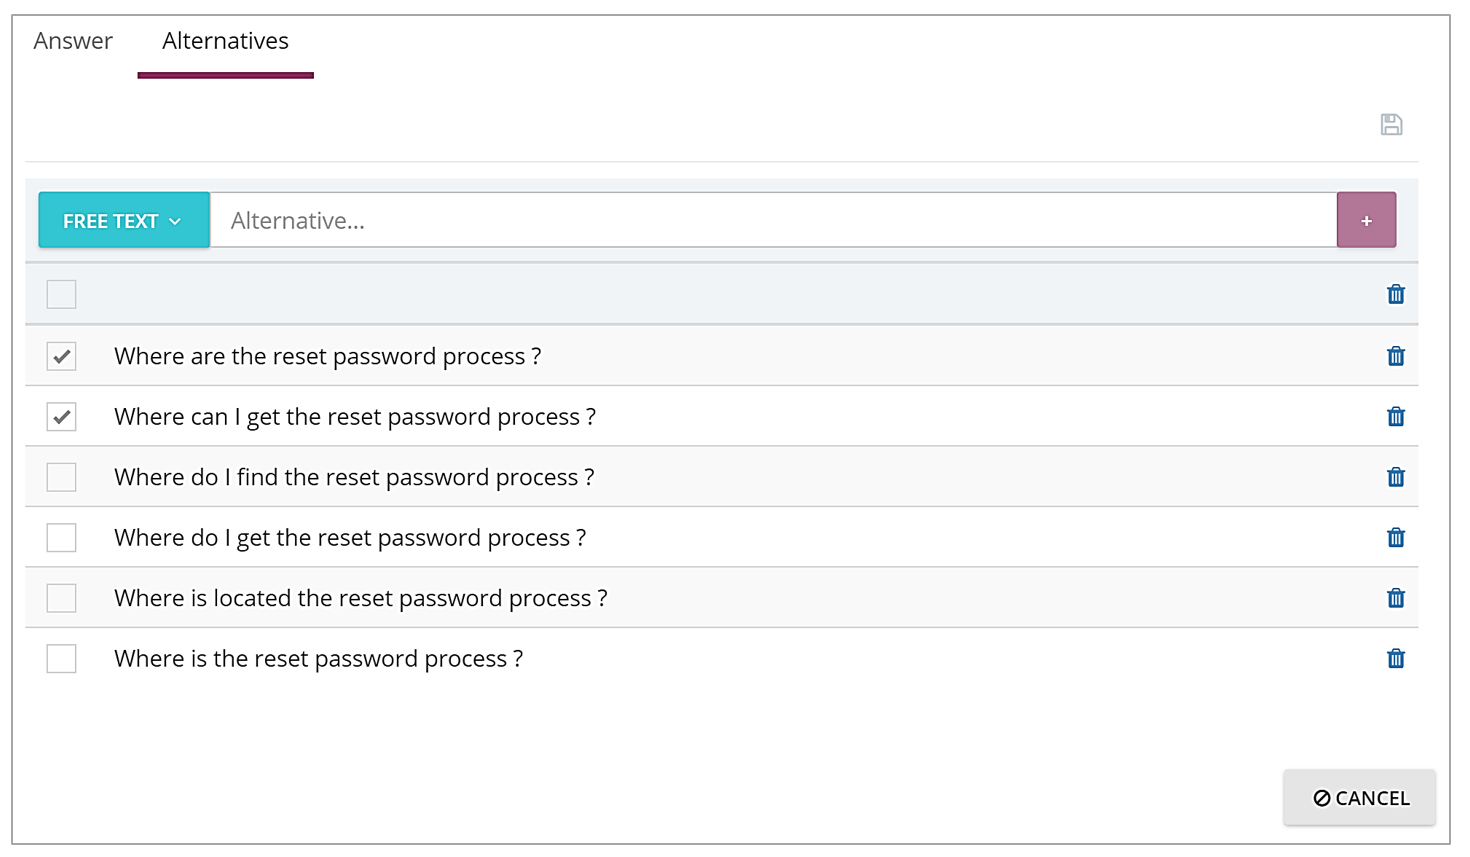 Answer Alternatives
FREE TEXT Alternative... +
Where are the reset password process ?
Where can I get the reset password process ?
Where do I find the reset password process ?
Where do I get the reset password process ?
Where is located the reset password process ?
Where is the reset password process ?
CANCEL